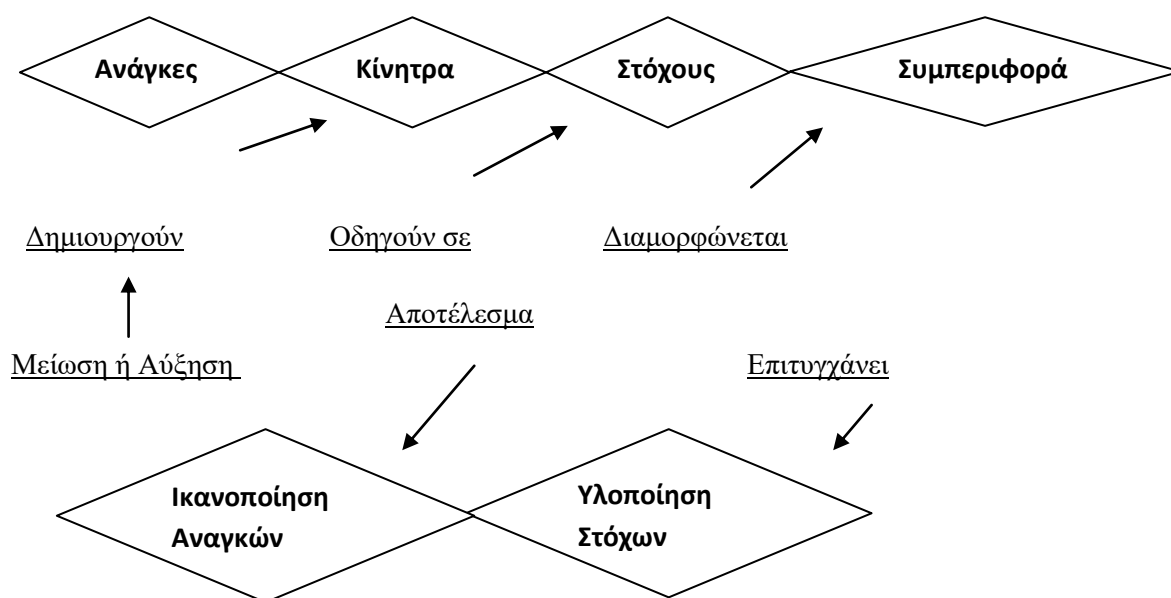 Ανάγκες Κίνητρα Στόχους Συμπεριφορά
Δημιουργούν Οδηγούν σε Διαμορφώνεται
Αποτέλεσμα
Μείωση ή Αύξηση Επιτυγχάνει
Ικανοποίηση Υλοποίηση
Αναγκών Στόχων